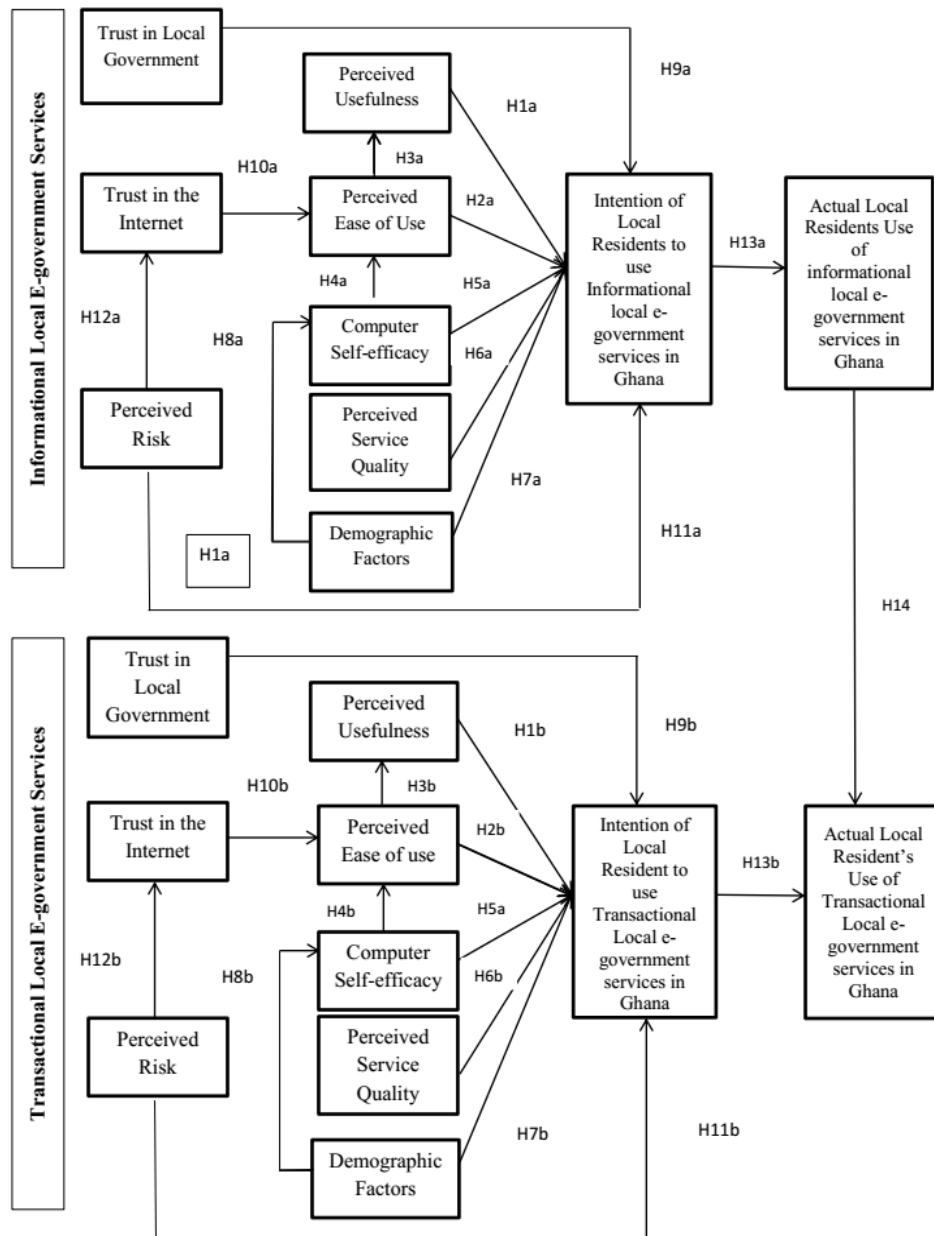 Informational Local E-government Services
Trust in Local
Government
H9a
Perceived
Usefulness
H1a
H3a
H10a
Trust in the
Internet
Perceived
Ease of Use
H2a
Intention of
Local
Residents to
use
Informational
local e-
government
services in
Ghana
H13a
Actual Local
Residents Use
of
informational
local e-
government
services in
Ghana
H4a
H5a
H12a
H8a
Computer
Self-efficacy
H6a
Perceived
Risk
Perceived
Service
Quality
H7a
H11a
H1a
Demographic
Factors
H14
Transactional Local E-government Services
Trust in
Local
Government
H9b
Perceived
Usefulness
H1b
H3b
H10b
Trust in the
Internet
Perceived
Ease of use
H2b
Intention of
Local
Resident to
use
Transactional
Local e-
government
services in
Ghana
H13b
Actual Local
Resident's
Use of
Transactional
Local e-
government
services in
Ghana
H4b
H5a
H12b
H8b
Computer
Self-efficacy
H6b
Perceived
Risk
Perceived
Service
Quality
H7b
H11b
Demographic
Factors